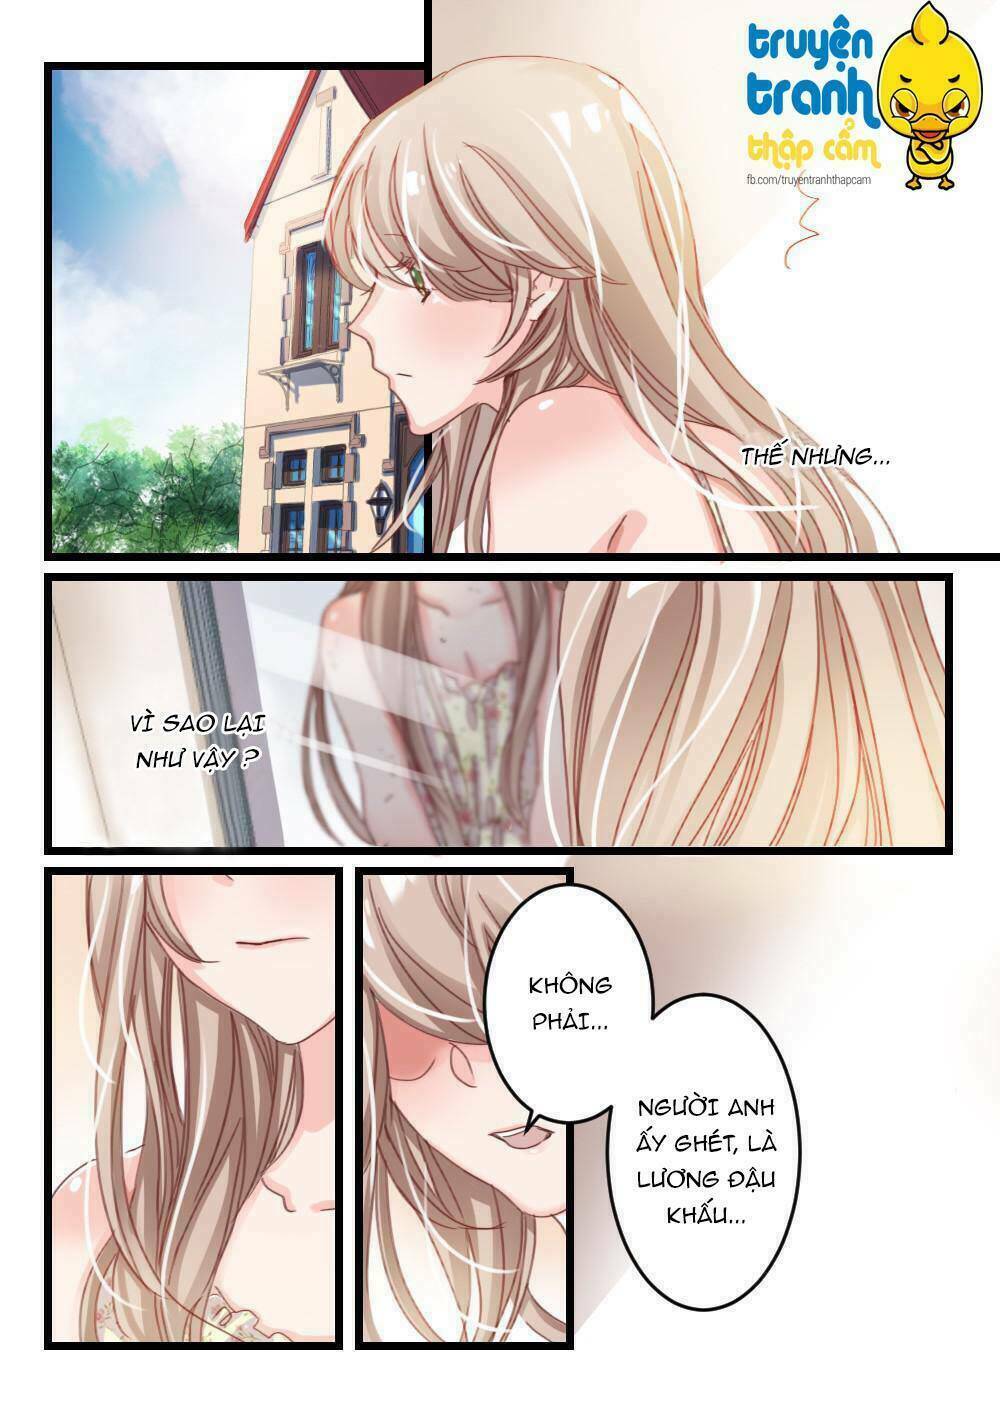 truyện
tranh
thập cẩm
fb.com/truyentranhthapcam
THẾ NHƯNG...
VÌ SAO LẠI
NHƯ VẬY ?
KHÔNG
PHẢI...
NGƯỜI ANH
ẤY GHÉT, LÀ
LƯƠNG ĐẬU
KHẤU...